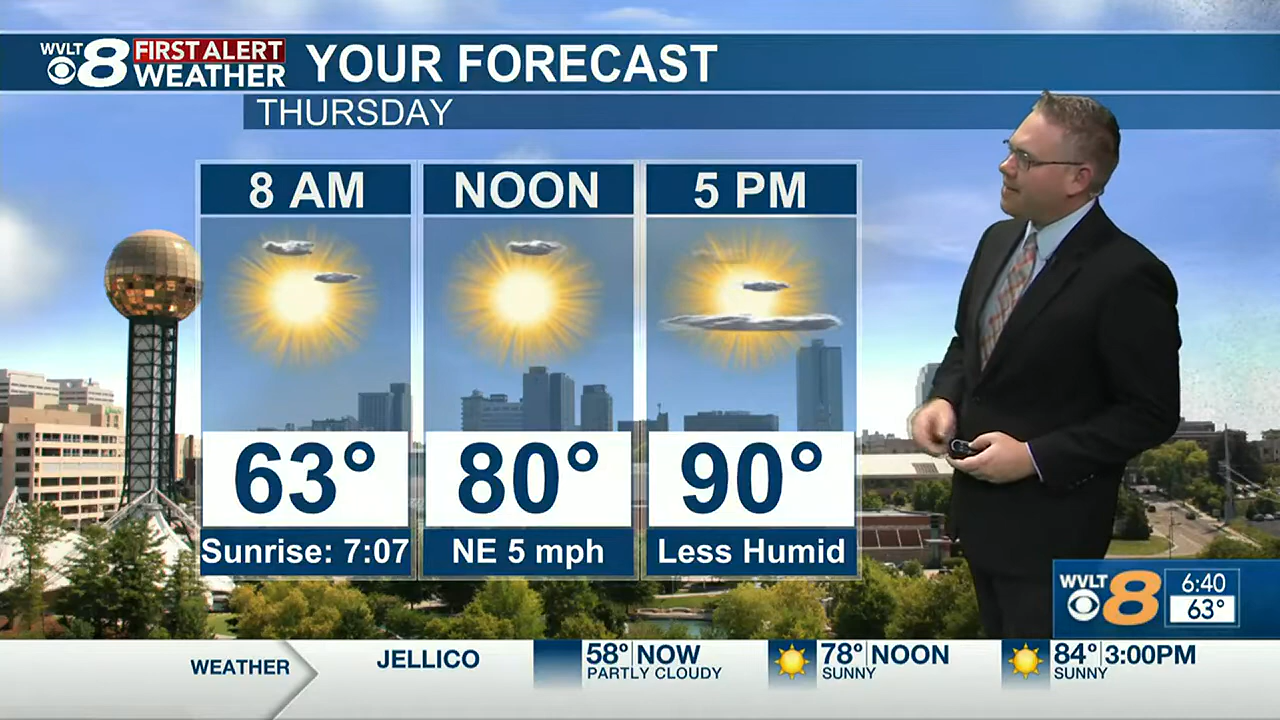 WVLT 8 FIRST ALERT WEATHER
YOUR FORECAST
THURSDAY
8 AM
NOON
5 PM
63°
80°
90°
Sunrise: 7:07
NE 5 mph
Less Humid
WVLT 8
6:40
63°
WEATHER
JELLICO
58° NOW
PARTLY CLOUDY
78° NOON
SUNNY
84° 3:00PM
SUNNY